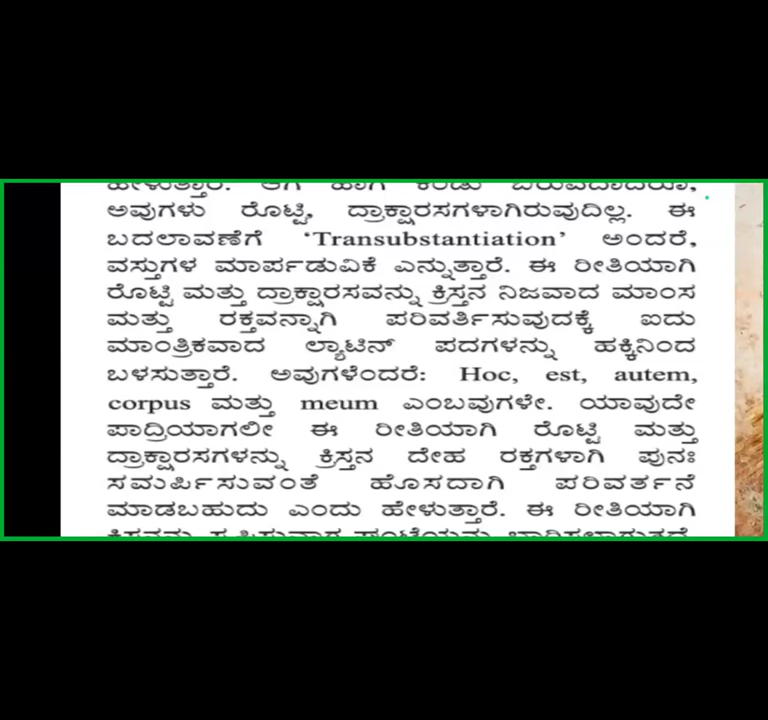 ಹೇಳುತ್ತಾರೆ. ಹಾಗೆ ಕಂಡು
ಅವುಗಳು ರೊಟ್ಟಿ, ದ್ರಾಕ್ಷಾರಸಗಳಾಗಿರುವುದಿಲ್ಲ. ಈ
ಬದಲಾವಣೆಗೆ ‘Transubstantiation’ ಅಂದರೆ,
ವಸ್ತುಗಳ ಮಾರ್ಪಡುವಿಕೆ ಎನ್ನುತ್ತಾರೆ. ಈ ರೀತಿಯಾಗಿ
ರೊಟ್ಟಿ ಮತ್ತು ದ್ರಾಕ್ಷಾರಸವನ್ನು ಕ್ರಿಸ್ತನ ನಿಜವಾದ ಮಾಂಸ
ಮತ್ತು ರಕ್ತವನ್ನಾಗಿ ಪರಿವರ್ತಿಸುವುದಕ್ಕೆ ಐದು
ಮಾಂತ್ರಿಕವಾದ ಲ್ಯಾಟಿನ್ ಪದಗಳನ್ನು ಹಕ್ಕಿನಿಂದ
ಬಳಸುತ್ತಾರೆ. ಅವುಗಳೆಂದರೆ: Hoc, est, autem,
corpus ಮತ್ತು meum ಎಂಬವುಗಳೇ. ಯಾವುದೇ
ಪಾದ್ರಿಯಾಗಲೀ ಈ ರೀತಿಯಾಗಿ ರೊಟ್ಟಿ ಮತ್ತು
ದ್ರಾಕ್ಷಾರಸಗಳನ್ನು ಕ್ರಿಸ್ತನ ದೇಹ ರಕ್ತಗಳಾಗಿ ಪುನಃ
ಸಮರ್ಪಿಸುವಂತೆ ಹೊಸದಾಗಿ ಪರಿವರ್ತನೆ
ಮಾಡಬಹುದು ಎಂದು ಹೇಳುತ್ತಾರೆ. ಈ ರೀತಿಯಾಗಿ